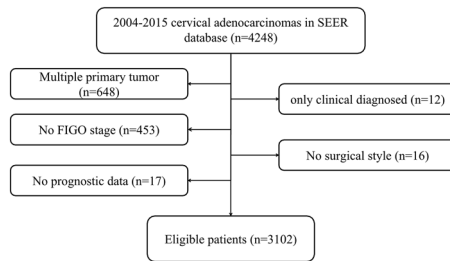 2004-2015 cervical adenocarcinomas in SEER
database (n=4248)
Multiple primary tumor
(n=648)
only clinical diagnosed (n=12)
No FIGO stage (n=453)
No surgical style (n=16)
No prognostic data (n=17)
Eligible patients (n=3102)